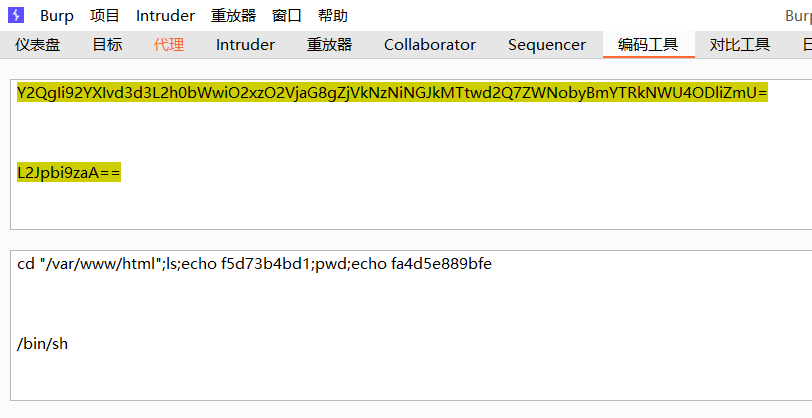 Burp 项目 Intruder 重放器 窗口 帮助 Burp
仪表盘 目标 代理 Intruder 重放器 Collaborator Sequencer 编码工具 对比工具
Y2QgIi92YXIvd3d3L2h0bWwiO2xzO2VjaG8gZjVkNzNiNGJkMTtwd2Q7ZWNobyBmYTRkNWU4ODliZmU=
L2Jpbi9zaA==
cd "/var/www/html";ls;echo f5d73b4bd1;pwd;echo fa4d5e889bfe
/bin/sh